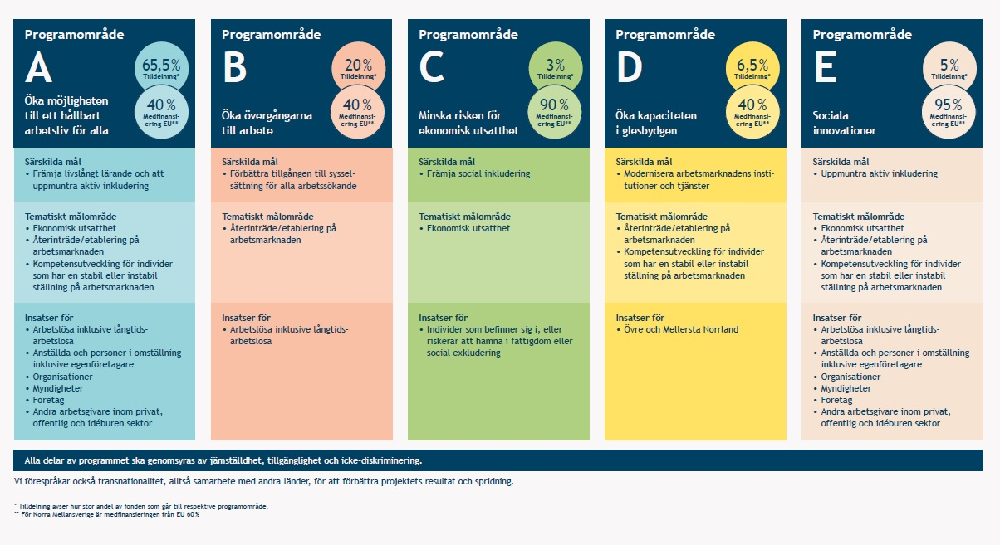 Programområde
A
65,5%
Tilldelning*
40%
Medfinansi-
ering EU**
Öka möjligheten
till ett hållbart
arbetsliv för alla
Särskilda mål
• Främja livslångt lärande och att
uppmuntra aktiv inkludering
Tematiskt målområde
• Ekonomisk utsatthet
• Återinträde/etablering på
arbetsmarknaden
• Kompetensutveckling för individer
som har en stabil eller instabil
ställning på arbetsmarknaden
Insatser för
• Arbetslösa inklusive långtids-
arbetslösa
• Anställda och personer i omställning
inklusive egenföretagare
• Organisationer
• Myndigheter
• Företag
• Andra arbetsgivare inom privat,
offentlig och idéburen sektor
Programområde
B
20%
Tilldelning*
40%
Medfinansi-
ering EU**
Öka övergångarna
till arbete
Särskilda mål
• Förbättra tillgången till syssel-
sättning för alla arbetssökande
Tematiskt målområde
• Återinträde/etablering på
arbetsmarknaden
Insatser för
• Arbetslösa inklusive långtids-
arbetslösa
Programområde
C
3%
Tilldelning*
90%
Medfinansi-
ering EU**
Minska risken för
ekonomisk utsatthet
Särskilda mål
• Främja social inkludering
Tematiskt målområde
• Ekonomisk utsatthet
Insatser för
• Individer som befinner sig i, eller
riskerar att hamna i fattigdom eller
social exkludering
Programområde
D
6,5%
Tilldelning*
40%
Medfinansi-
ering EU**
Öka kapaciteten
i glesbygden
Särskilda mål
• Modernisera arbetsmarknadens insti-
tutioner och tjänster
Tematiskt målområde
• Återinträde/etablering på
arbetsmarknaden
• Kompetensutveckling för individer
som har en stabil eller instabil
ställning på arbetsmarknaden
Insatser för
• Övre och Mellersta Norrland
Programområde
E
5%
Tilldelning*
95%
Medfinansi-
ering EU**
Sociala
innovationer
Särskilda mål
• Uppmuntra aktiv inkludering
Tematiskt målområde
• Ekonomisk utsatthet
• Återinträde/etablering på
arbetsmarknaden
• Kompetensutveckling för individer
som har en stabil eller instabil
ställning på arbetsmarknaden
Insatser för
• Arbetslösa inklusive långtids-
arbetslösa
• Anställda och personer i omställning
inklusive egenföretagare
• Organisationer
• Myndigheter
• Företag
• Andra arbetsgivare inom privat,
offentlig och idéburen sektor
Alla delar av programmet ska genomsyras av jämställdhet, tillgänglighet och icke-diskriminering.
Vi förespråkar också transnationalitet, alltså samarbete med andra länder, för att förbättra projektets resultat och spridning.
* Tilldelning avser hur stor andel av fonden som går till respektive programområde.
** För Norra Mellansverige är medfinansieringen från EU 60%